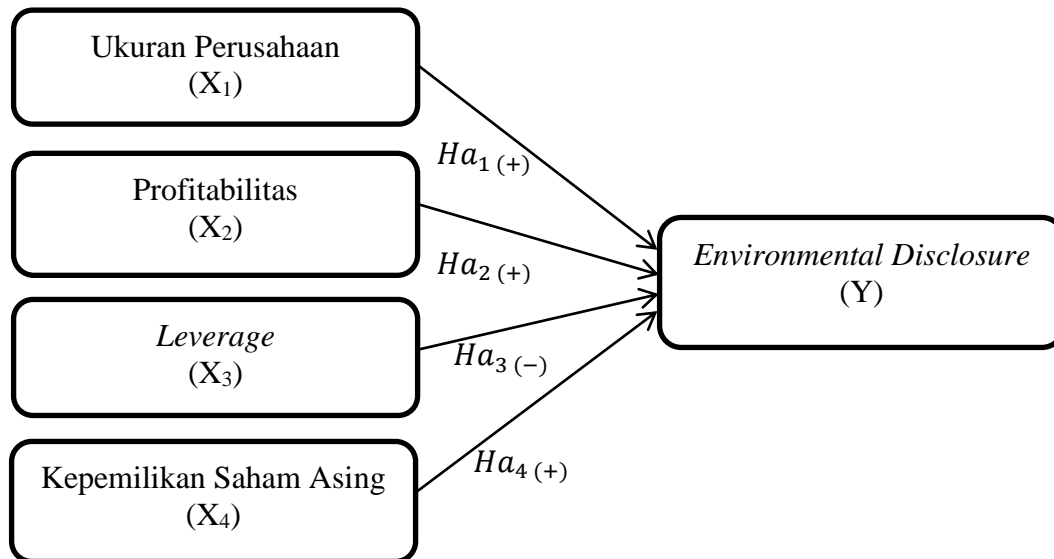 Ukuran Perusahaan
(X₁)
Ha₁ (+)
Profitabilitas
(X₂)
Ha₂ (+)
Environmental Disclosure
(Y)
Leverage
(X₃)
Ha₃ (−)
Kepemilikan Saham Asing
(X₄)
Ha₄ (+)